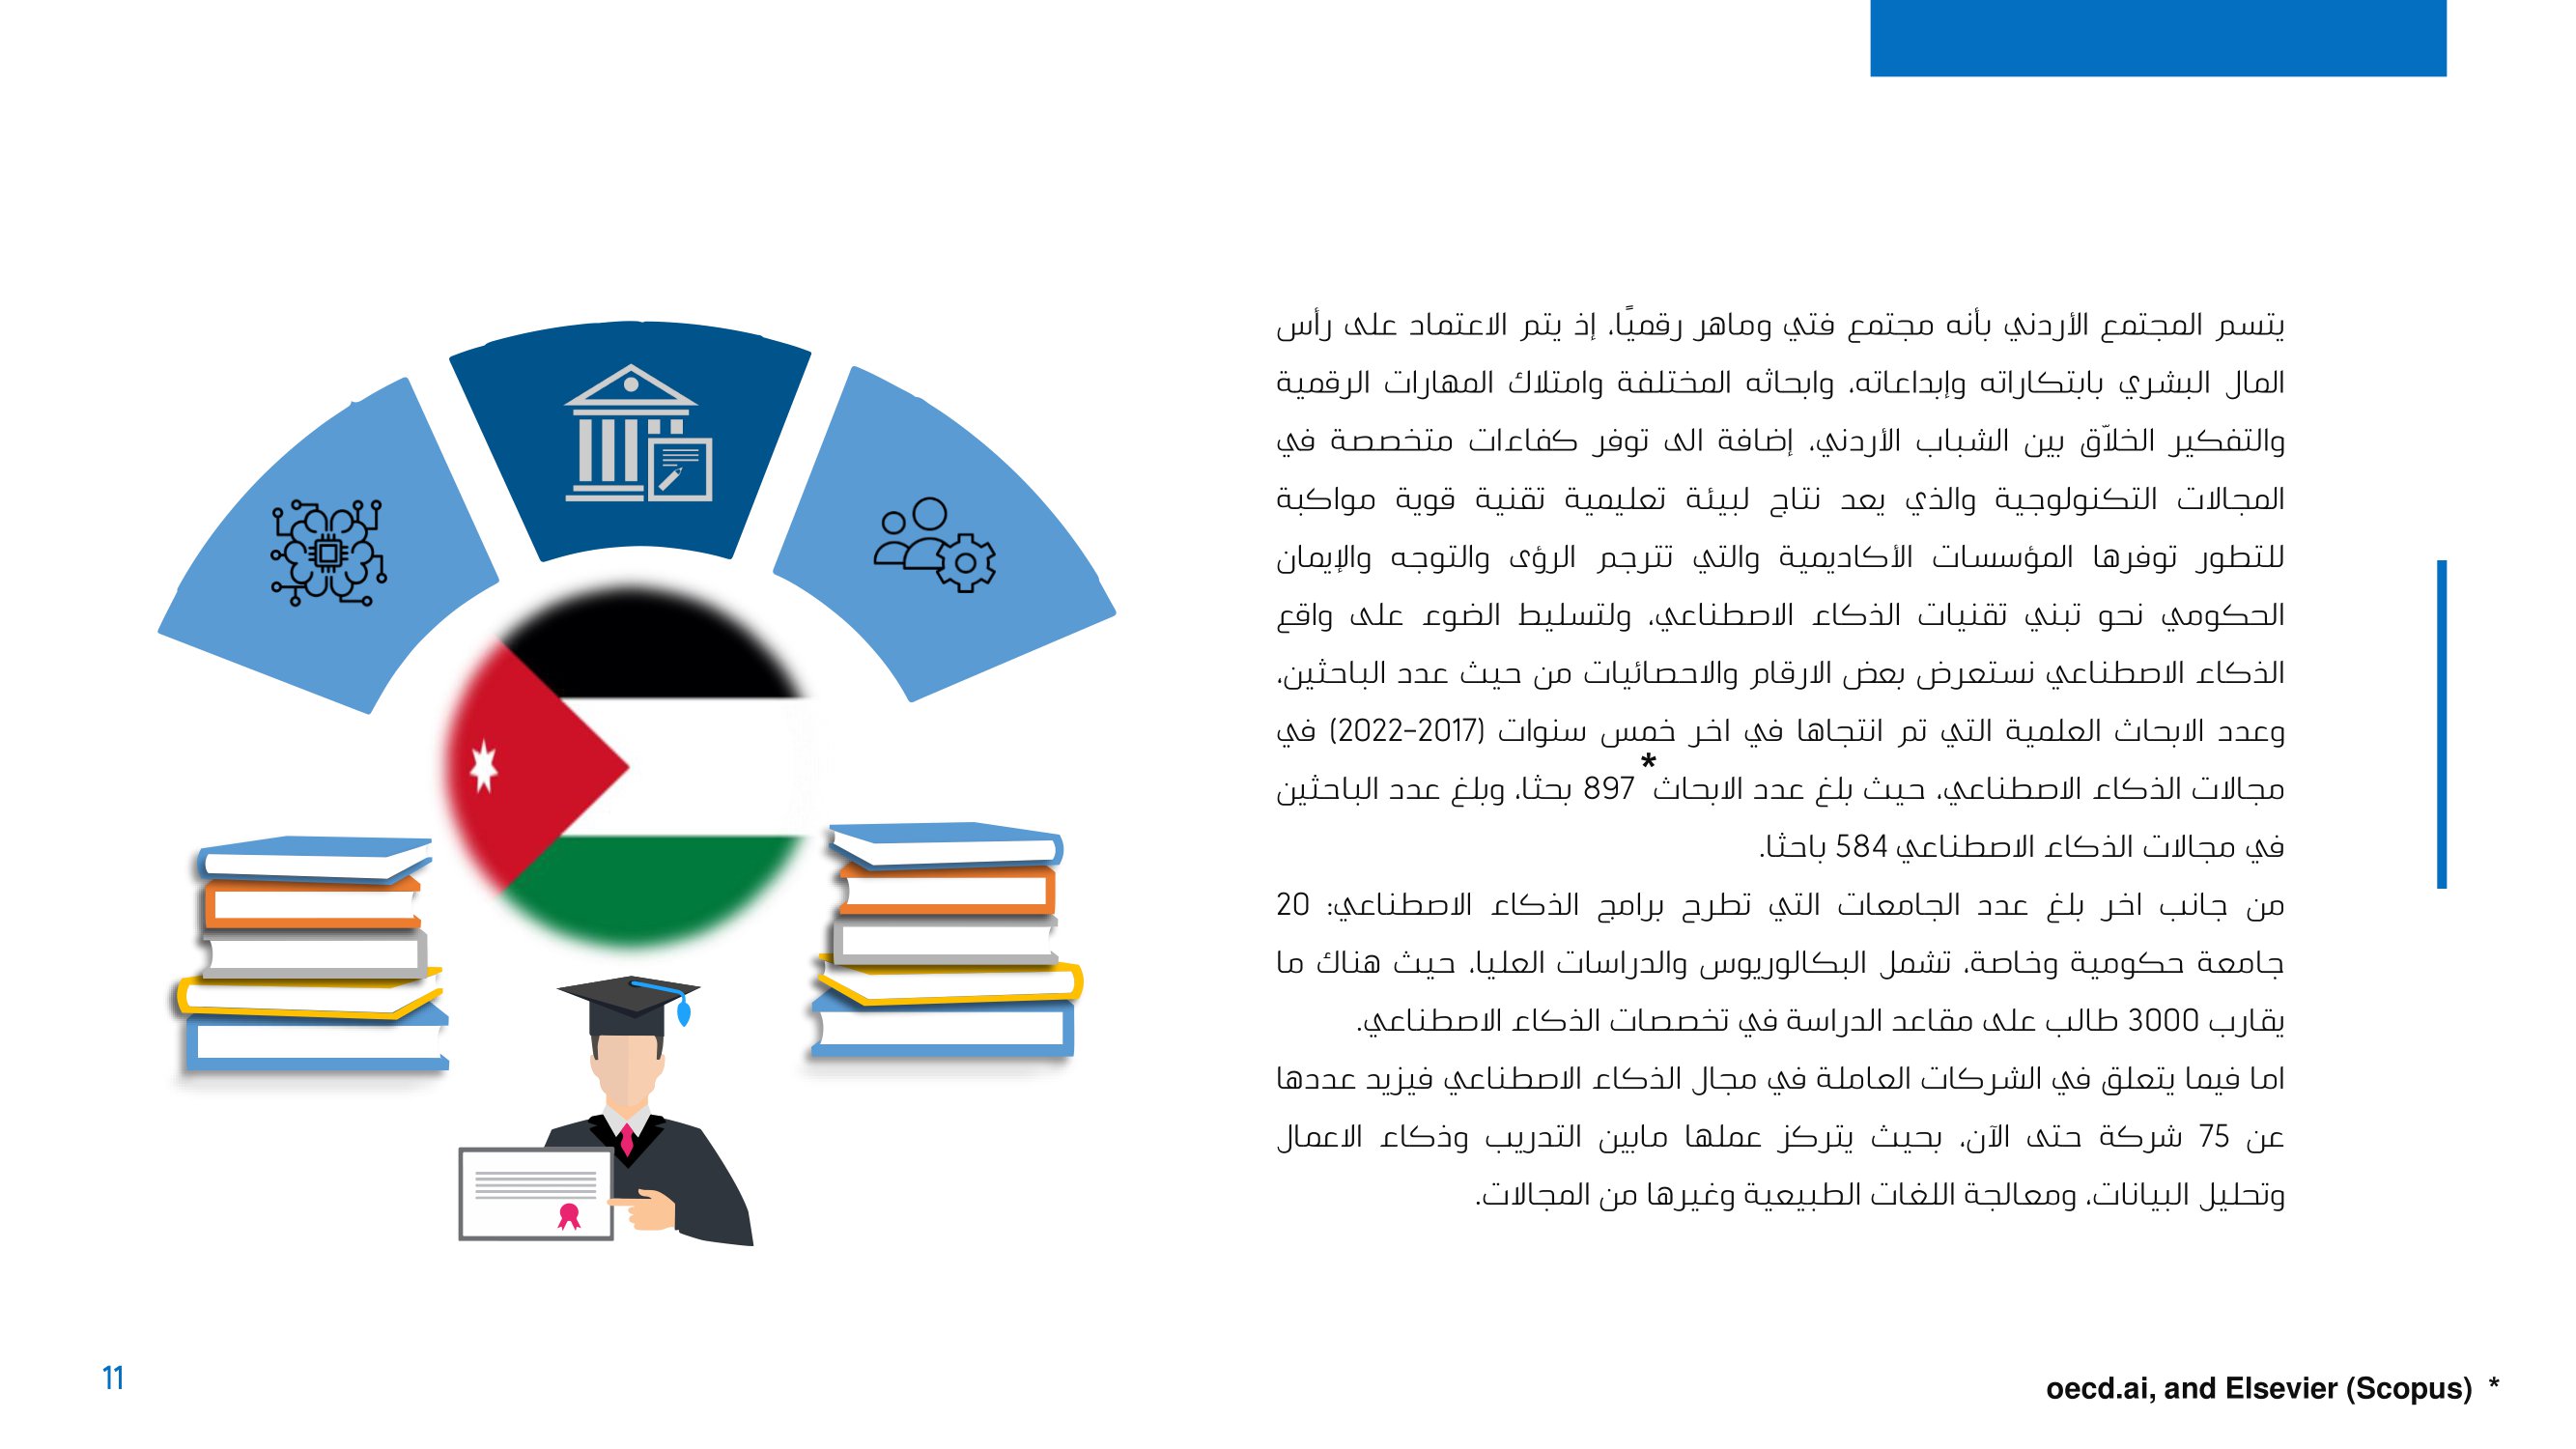 يتسم المجتمع الأردني بأنه مجتمع فتي وماهر رقميًا، إذ يتم الاعتماد على رأس
المال البشري بابتكاراته وإبداعاته، وابحاثه المختلفة وامتلاك المهارات الرقمية
والتفكير الخلاّق بين الشباب الأردني، إضافة الى توفر كفاءات متخصصة في
المجالات التكنولوجية والذي يعد نتاج لبيئة تعليمية تقنية قوية مواكبة
للتطور توفرها المؤسسات الأكاديمية والتي تترجم الرؤى والتوجه والإيمان
الحكومي نحو تبني تقنيات الذكاء الاصطناعي، ولتسليط الضوء على واقع
الذكاء الاصطناعي نستعرض بعض الارقام والاحصائيات من حيث عدد الباحثين،
وعدد الابحاث العلمية التي تم انتجاها في اخر خمس سنوات (2017-2022) في
مجالات الذكاء الاصطناعي، حيث بلغ عدد الابحاث* 897 بحثا، وبلغ عدد الباحثين
في مجالات الذكاء الاصطناعي 584 باحثا.
من جانب اخر بلغ عدد الجامعات التي تطرح برامج الذكاء الاصطناعي: 20
جامعة حكومية وخاصة، تشمل البكالوريوس والدراسات العليا، حيث هناك ما
يقارب 3000 طالب على مقاعد الدراسة في تخصصات الذكاء الاصطناعي.
اما فيما يتعلق في الشركات العاملة في مجال الذكاء الاصطناعي فيزيد عددها
عن 75 شركة حتى الآن، بحيث يتركز عملها مابين التدريب وذكاء الاعمال
وتحليل البيانات، ومعالجة اللغات الطبيعية وغيرها من المجالات.
* oecd.ai, and Elsevier (Scopus)
11